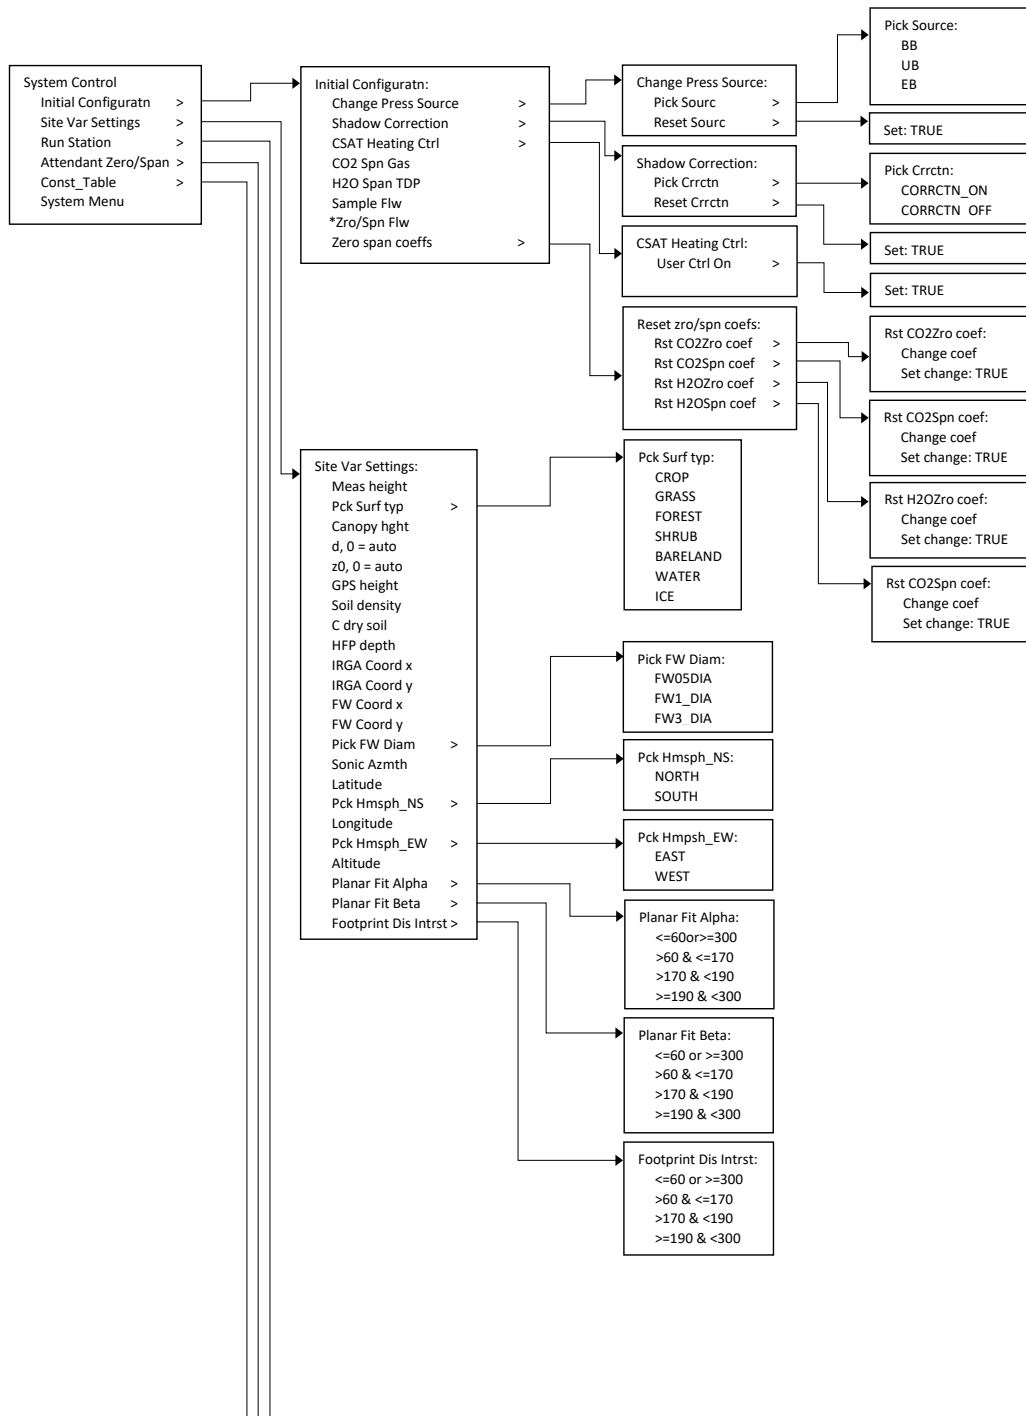 System Control
Initial Configuratn >
Site Var Settings >
Run Station >
Attendant Zero/Span >
Const_Table >
System Menu
Initial Configuratn:
Change Press Source >
Shadow Correction >
CSAT Heating Ctrl >
CO2 Spn Gas
H2O Span TDP
Sample Flw
*Zro/Spn Flw
Zero span coeffs >
Change Press Source:
Pick Sourc >
Reset Sourc >
Pick Source:
BB
UB
EB
Set: TRUE
Shadow Correction:
Pick Crrctn >
Reset Crrctn >
Pick Crrctn:
CORRCTN_ON
CORRCTN OFF
Set: TRUE
CSAT Heating Ctrl:
User Ctrl On >
Set: TRUE
Reset zro/spn coefs:
Rst CO2Zro coef >
Rst CO2Spn coef >
Rst H2OZro coef >
Rst H2OSpn coef >
Rst CO2Zro coef:
Change coef
Set change: TRUE
Rst CO2Spn coef:
Change coef
Set change: TRUE
Rst H2OZro coef:
Change coef
Set change: TRUE
Rst CO2Spn coef:
Change coef
Set change: TRUE
Site Var Settings:
Meas height
Pck Surf typ >
Canopy hght
d, 0 = auto
z0, 0 = auto
GPS height
Soil density
C dry soil
HFP depth
IRGA Coord x
IRGA Coord y
FW Coord x
FW Coord y
Pick FW Diam >
Sonic Azmth
Latitude
Pck Hmsph_NS >
Longitude
Pck Hmsph_EW >
Altitude
Planar Fit Alpha >
Planar Fit Beta >
Footprint Dis Intrst >
Pck Surf typ:
CROP
GRASS
FOREST
SHRUB
BARELAND
WATER
ICE
Pick FW Diam:
FW05DIA
FW1_DIA
FW3 DIA
Pck Hmsph_NS:
NORTH
SOUTH
Pck Hmpsh_EW:
EAST
WEST
Planar Fit Alpha:
<=60or>=300
>60 & <=170
>170 & <190
>=190 & <300
Planar Fit Beta:
<=60 or >=300
>60 & <=170
>170 & <190
>=190 & <300
Footprint Dis Intrst:
<=60 or >=300
>60 & <=170
>170 & <190
>=190 & <300